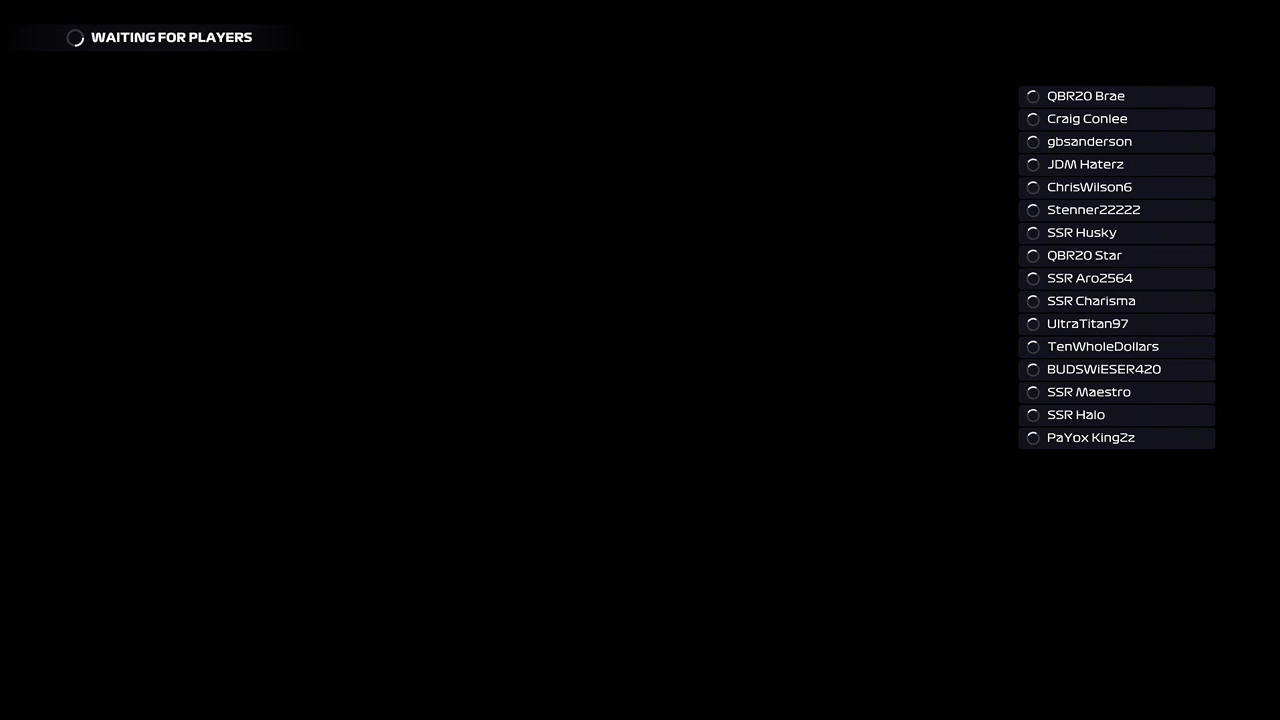 WAITING FOR PLAYERS
QBR20 Brae
Craig Conlee
gbsanderson
JDM Haterz
ChrisWilson6
Stenner22222
SSR Husky
QBR20 Star
SSR Aro2564
SSR Charisma
UltraTitan97
TenWholeDollars
BUDSWiESER420
SSR Maestro
SSR Halo
PaYox KingZz